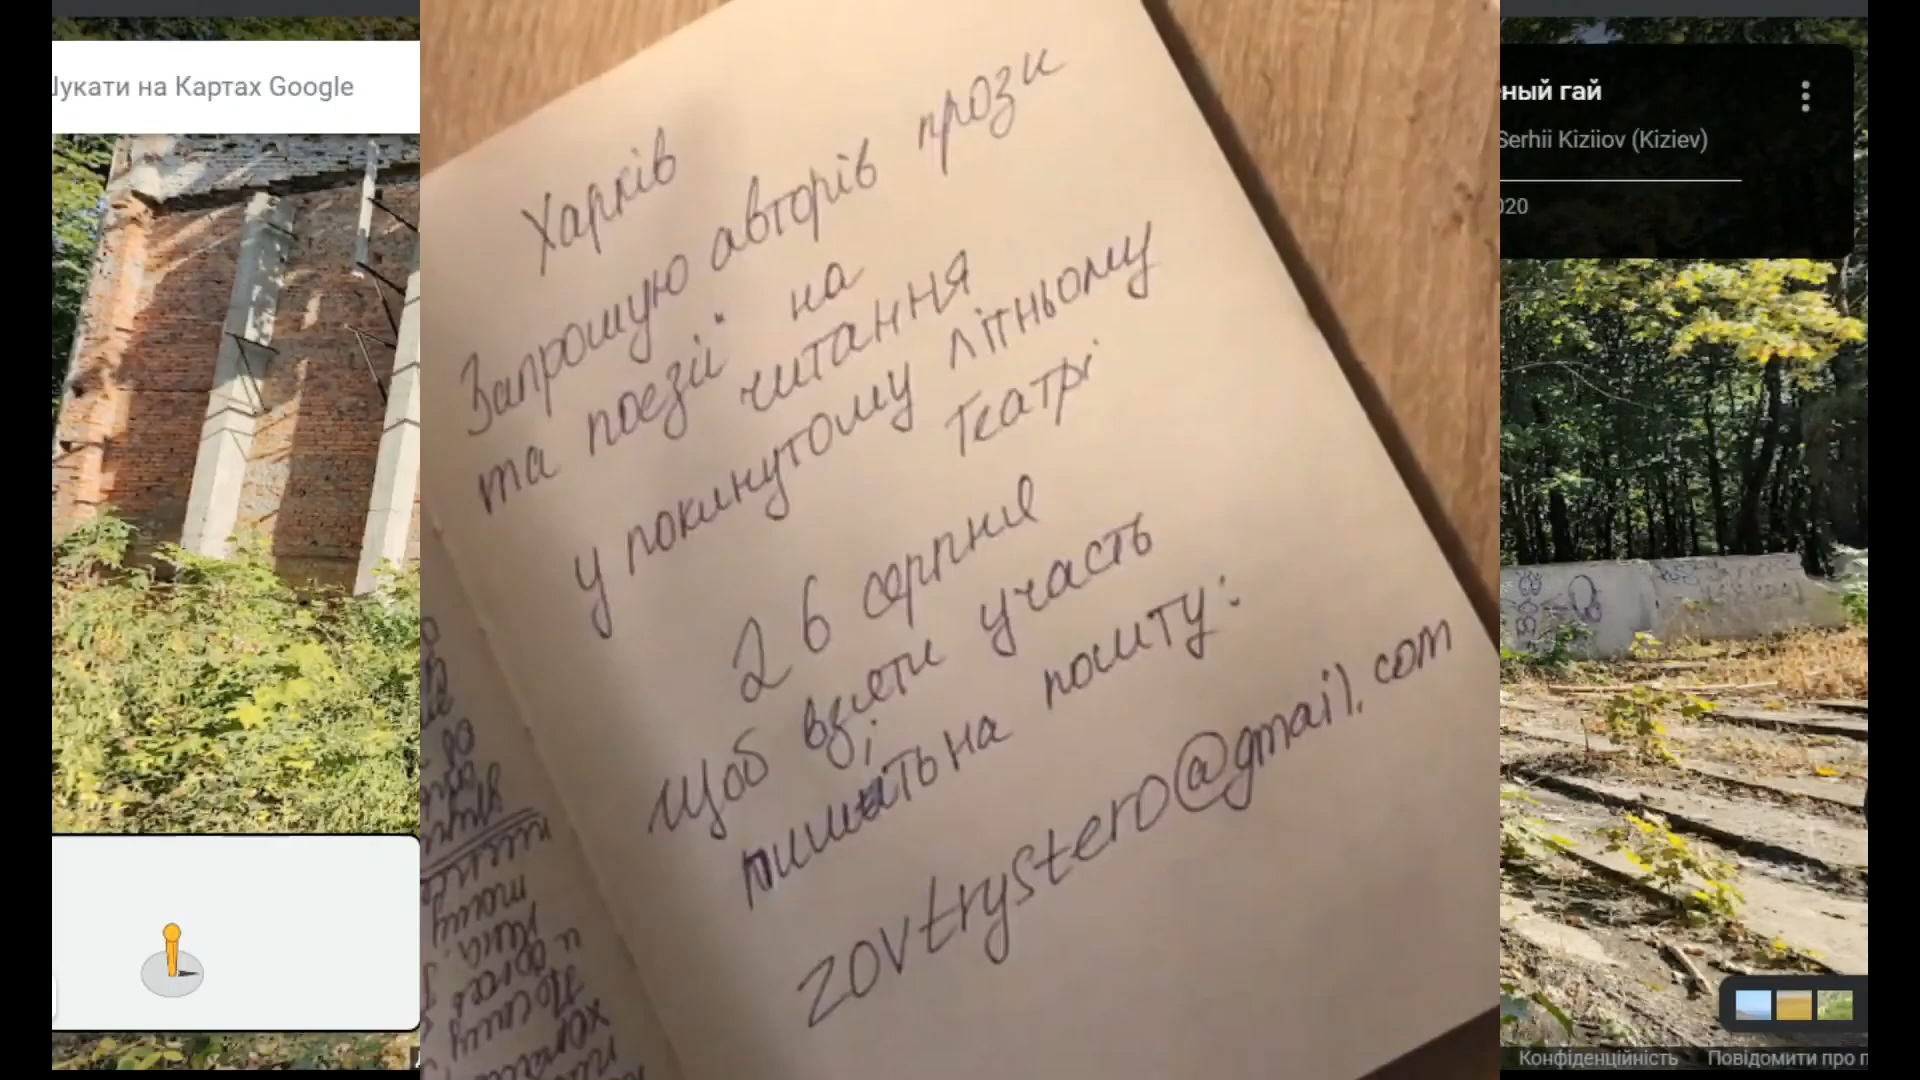 Шукати на Картах Google
Харків
Запрошую авторів прози
та поезії на
читання
у покинутому літньому
театрі
26 серпня
Щоб взяти участь
пишіть на пошту:
zovtrystero@gmail.com
ный гай
Serhii Kiziiov (Kiziev)
020
Конфіденційність
Повідомити про п